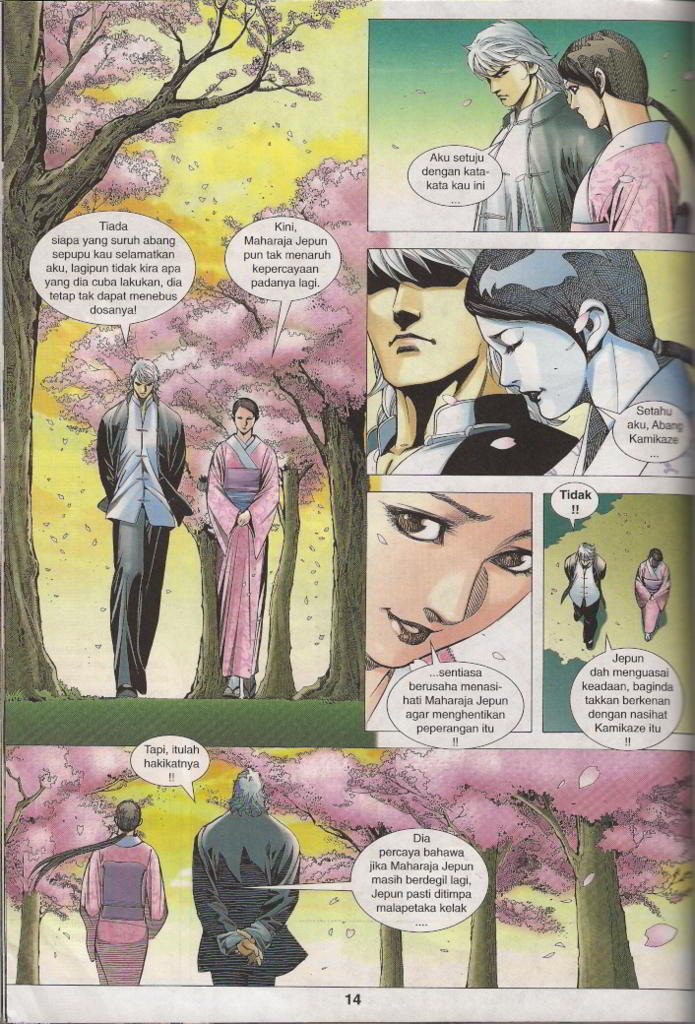 Tiada
siapa yang suruh abang
sepupu kau selamatkan
aku, lagipun tidak kira apa
yang dia cuba lakukan, dia
tetap tak dapat menebus
dosanya!
Kini,
Maharaja Jepun
pun tak menaruh
kepercayaan
padanya lagi.
Aku setuju
dengan kata-
kata kau ini
...
Setahu
aku, Abang
Kamikaze
...
...sentiasa
berusaha menasi-
hati Maharaja Jepun
agar menghentikan
peperangan itu
!!
Tidak
!!
Jepun
dah menguasai
keadaan, baginda
takkan berkenan
dengan nasihat
Kamikaze itu
!!
Tapi, itulah
hakikatnya
!!
Dia
percaya bahawa
jika Maharaja Jepun
masih berdegil lagi,
Jepun pasti ditimpa
malapetaka kelak
....
14